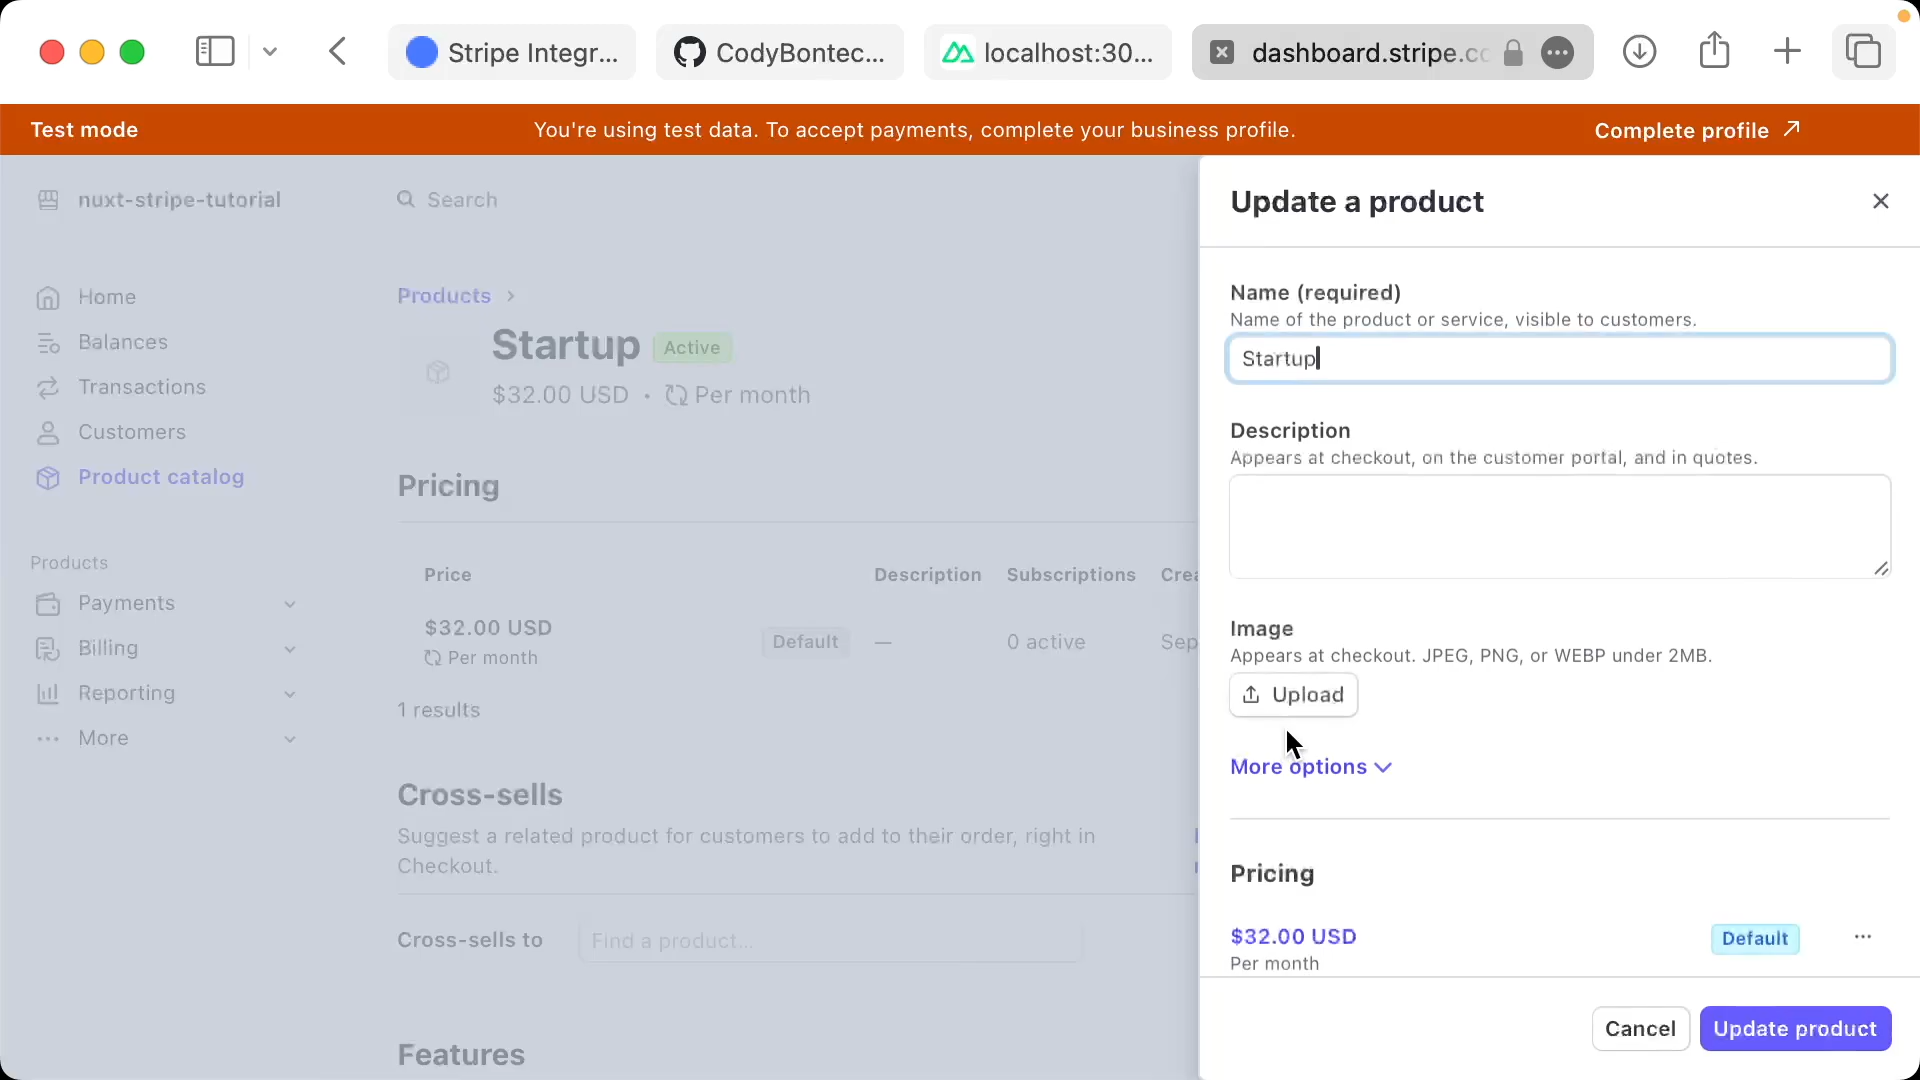 Stripe Integr...
CodyBontec...
localhost:30...
dashboard.stripe.cc
Test mode
You're using test data. To accept payments, complete your business profile.
Complete profile
nuxt-stripe-tutorial
Search
Home
Balances
Transactions
Customers
Product catalog
Products
Payments
Billing
Reporting
More
Products
Startup Active
$32.00 USD • Per month
Pricing
Price Description Subscriptions Crea
$32.00 USD
Per month
Default — 0 active Sep
1 results
Cross-sells
Suggest a related product for customers to add to their order, right in
Checkout.
Cross-sells to Find a product...
Features
Update a product
Name (required)
Name of the product or service, visible to customers.
Startup
Description
Appears at checkout, on the customer portal, and in quotes.
Image
Appears at checkout. JPEG, PNG, or WEBP under 2MB.
Upload
More options
Pricing
$32.00 USD
Per month
Default
Cancel Update product